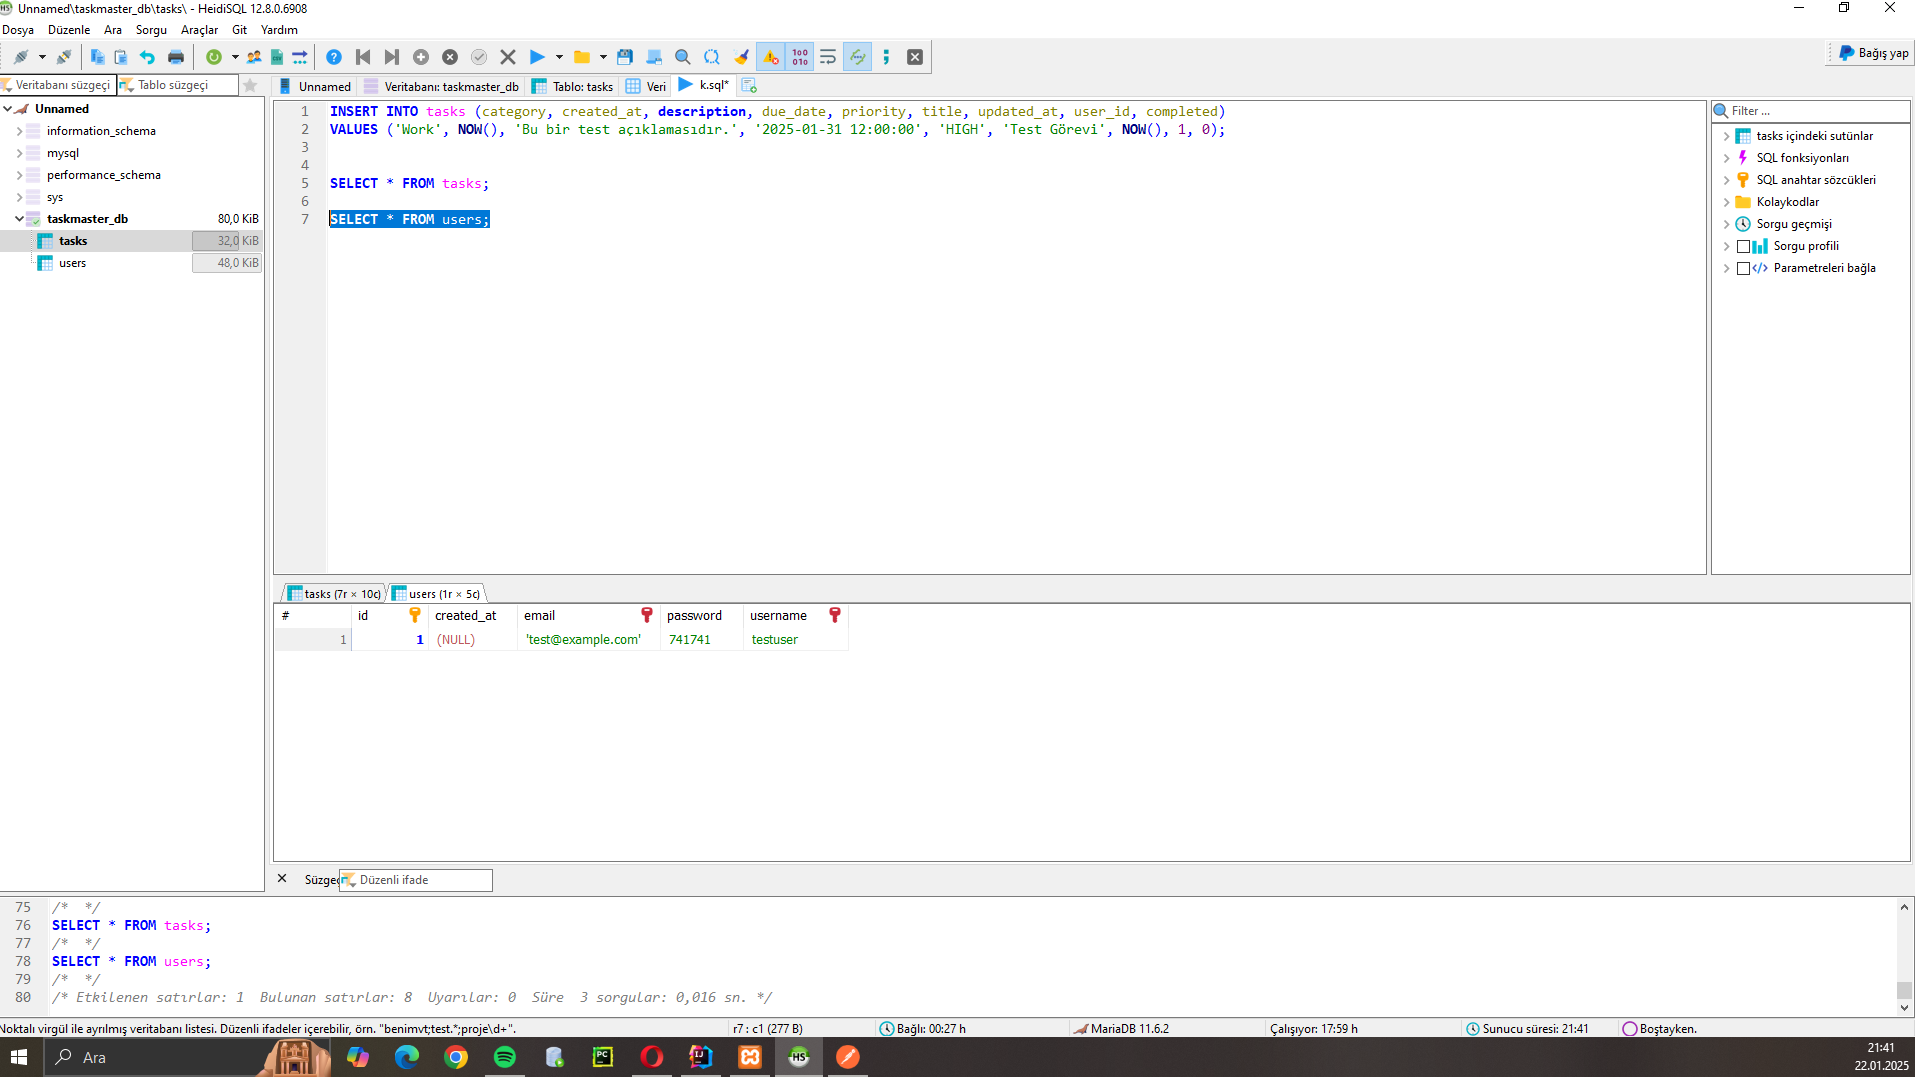 Unnamed\taskmaster_db\tasks\ - HeidiSQL 12.8.0.6908
Dosya Düzenle Ara Sorgu Araçlar Git Yardım
Bağış yap
Veritabanı süzgeçi Tablo süzgeçi
Unnamed Veritabanı: taskmaster_db Tablo: tasks Veri k.sql*
Unnamed
information_schema
mysql
performance_schema
sys
taskmaster_db 80,0 KiB
tasks 32,0 KiB
users 48,0 KiB
1 INSERT INTO tasks (category, created_at, description, due_date, priority, title, updated_at, user_id, completed)
2 VALUES ('Work', NOW(), 'Bu bir test açıklamasıdır.', '2025-01-31 12:00:00', 'HIGH', 'Test Görevi', NOW(), 1, 0);
3
4
5 SELECT * FROM tasks;
6
7 SELECT * FROM users;
Filter ...
tasks içindeki sutünlar
SQL fonksiyonları
SQL anahtar sözcükleri
Kolaykodlar
Sorgu geçmişi
Sorgu profili
Parametreleri bağla
tasks (7r × 10c) users (1r × 5c)
# id created_at email password username
1 1 (NULL) 'test@example.com' 741741 testuser
Süzgeç Düzenli ifade
75 /* */
76 SELECT * FROM tasks;
77 /* */
78 SELECT * FROM users;
79 /* */
80 /* Etkilenen satırlar: 1 Bulunan satırlar: 8 Uyarılar: 0 Süre 3 sorgular: 0,016 sn. */
Noktalı virgül ile ayrılmış veritabanı listesi. Düzenli ifadeler içerebilir, örn. "benimvt;test.*;proje\d+".
r7 : c1 (277 B) Bağlı: 00:27 h MariaDB 11.6.2 Çalışıyor: 17:59 h Sunucu süresi: 21:41 Boştayken.
Ara
21:41
22.01.2025